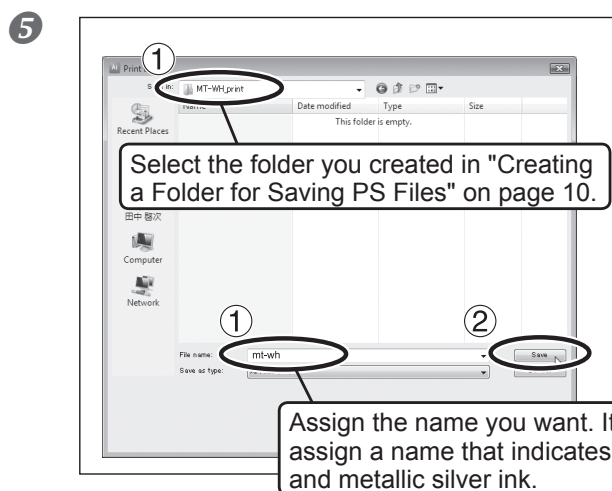 5
1
Print
MT-WH_print
Name Date modified Type Size
This folder is empty.
Recent Places
Select the folder you created in "Creating
a Folder for Saving PS Files" on page 10.
田中 啓次
Computer
Network
1
2
File name: mt-wh Save
Save as type:
Assign the name you want. It
assign a name that indicates
and metallic silver ink.